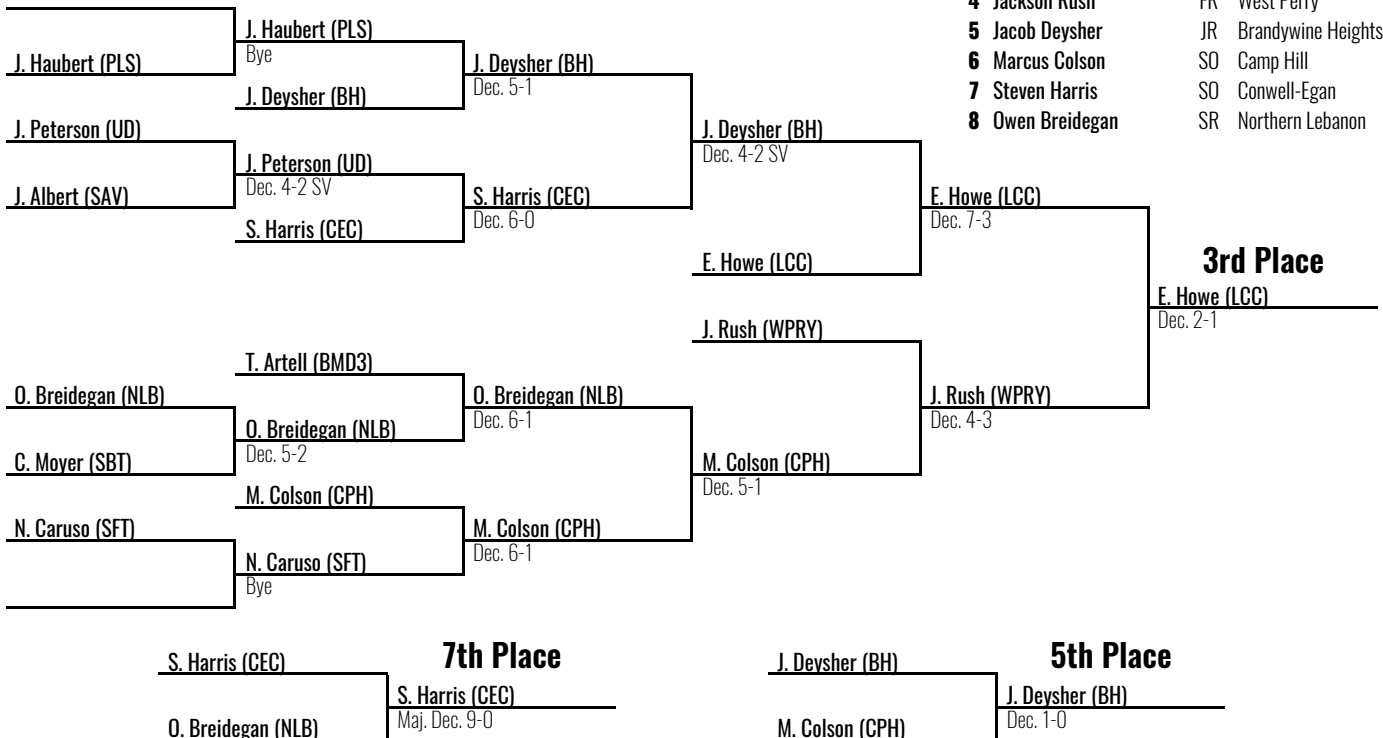 4 Jackson Rush FR West Perry
5 Jacob Deysher JR Brandywine Heights
6 Marcus Colson SO Camp Hill
7 Steven Harris SO Conwell-Egan
8 Owen Breidegan SR Northern Lebanon
J. Haubert (PLS)
J. Haubert (PLS)
Bye
J. Deysher (BH)
J. Deysher (BH)
Dec. 5-1
J. Peterson (UD)
J. Albert (SAV)
J. Peterson (UD)
Dec. 4-2 SV
S. Harris (CEC)
S. Harris (CEC)
Dec. 6-0
J. Deysher (BH)
Dec. 4-2 SV
E. Howe (LCC)
E. Howe (LCC)
Dec. 7-3
3rd Place
E. Howe (LCC)
Dec. 2-1
J. Rush (WPRY)
J. Rush (WPRY)
Dec. 4-3
T. Artell (BMD3)
O. Breidegan (NLB)
C. Moyer (SBT)
O. Breidegan (NLB)
Dec. 5-2
O. Breidegan (NLB)
Dec. 6-1
M. Colson (CPH)
Dec. 5-1
M. Colson (CPH)
N. Caruso (SFT)
N. Caruso (SFT)
Bye
M. Colson (CPH)
Dec. 6-1
7th Place
S. Harris (CEC)
S. Harris (CEC)
Maj. Dec. 9-0
O. Breidegan (NLB)
5th Place
J. Deysher (BH)
J. Deysher (BH)
Dec. 1-0
M. Colson (CPH)